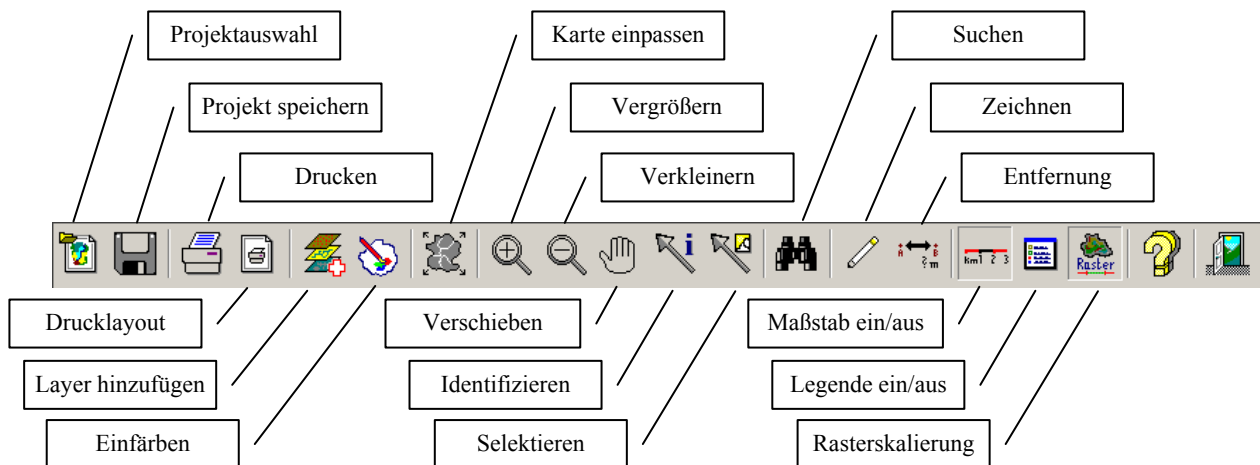 Projektauswahl
Karte einpassen
Suchen
Projekt speichern
Vergrößern
Zeichnen
Drucken
Verkleinern
Entfernung
i
A B
? m
Km 1 2 3
Raster
?
Drucklayout
Verschieben
Maßstab ein/aus
Layer hinzufügen
Identifizieren
Legende ein/aus
Einfärben
Selektieren
Rasterskalierung